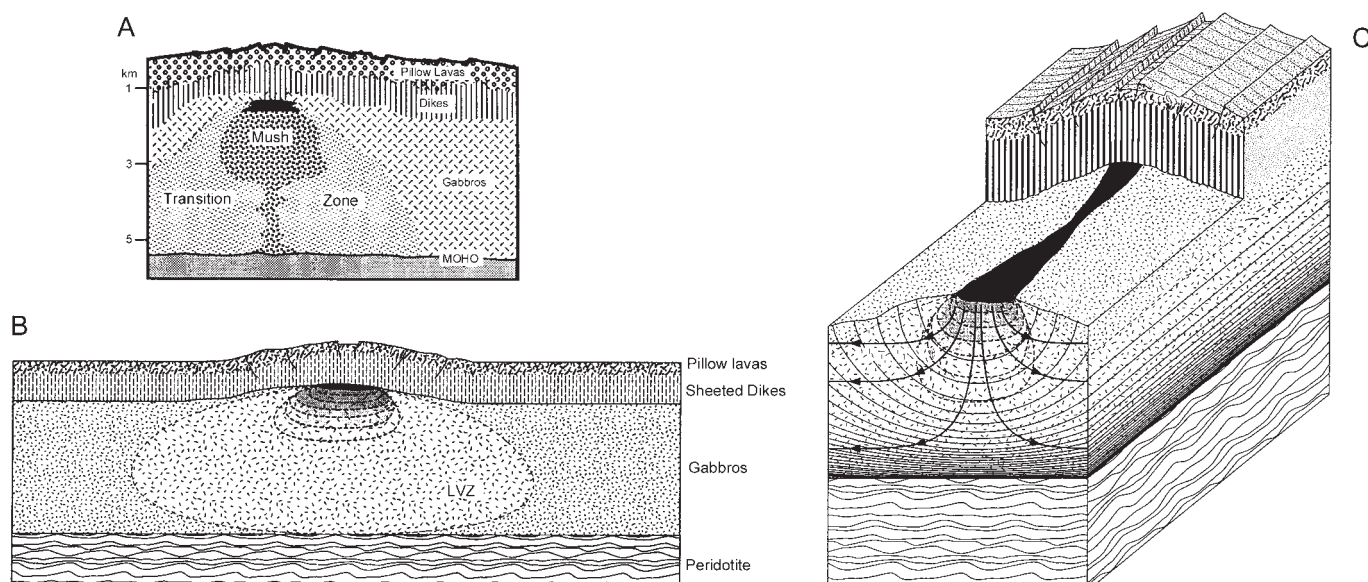 A
km
Pillow Lavas
1
Dikes
Mush
3
Gabbros
Transition Zone
5
MOHO
B
Pillow lavas
Sheeted Dikes
Gabbros
LVZ
Peridotite
C